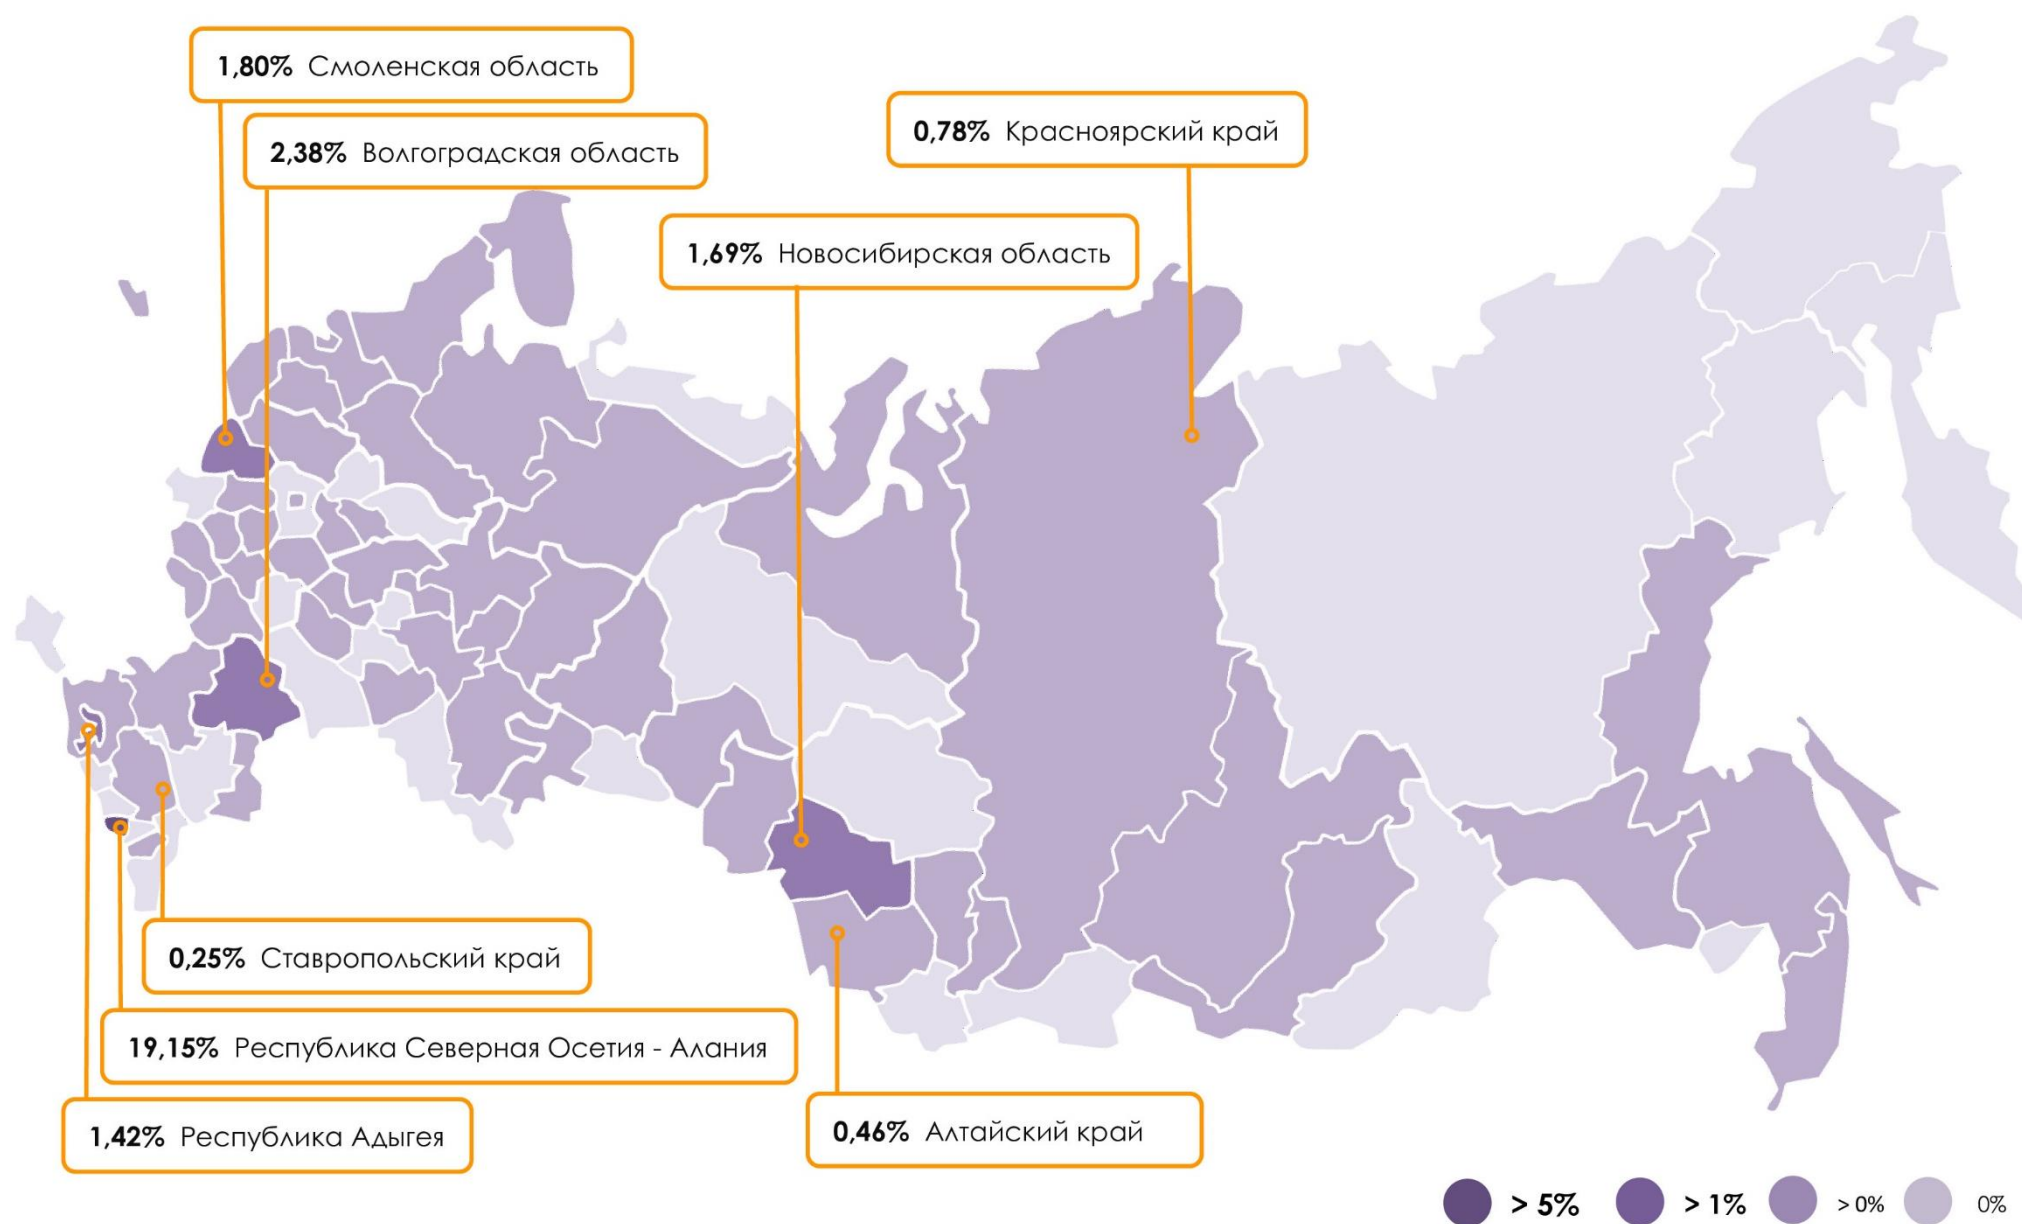 1,80% Смоленская область
2,38% Волгоградская область
0,78% Красноярский край
1,69% Новосибирская область
0,25% Ставропольский край
19,15% Республика Северная Осетия - Алания
1,42% Республика Адыгея
0,46% Алтайский край
> 5% > 1% > 0% 0%